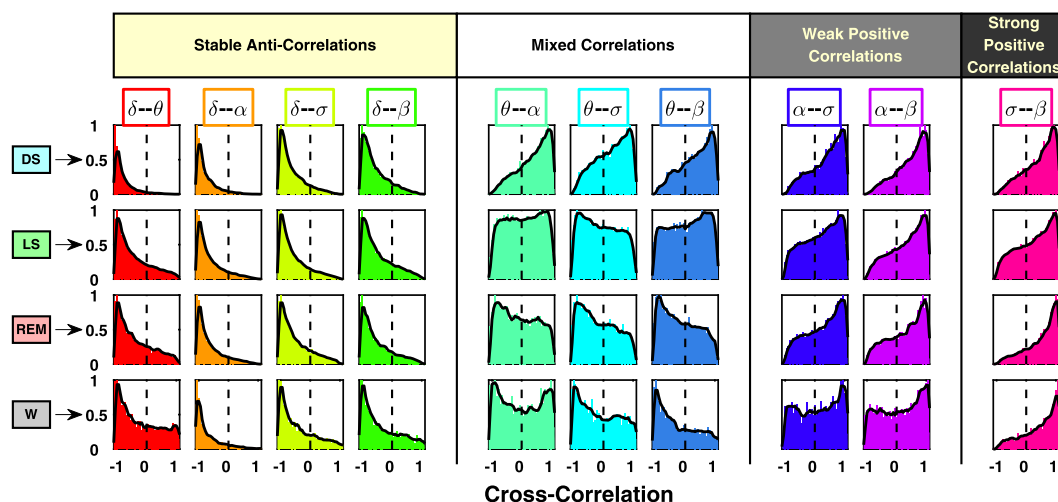 Stable Anti-Correlations
Mixed Correlations
Weak Positive
Correlations
Strong
Positive
Correlations
δ--θ
δ--α
δ--σ
δ--β
θ--α
θ--σ
θ--β
α--σ
α--β
σ--β
DS
1
0.5
0
LS
1
0.5
0
REM
1
0.5
0
W
1
0.5
0
-1 0 1 -1 0 1 -1 0 1 -1 0 1 -1 0 1 -1 0 1 -1 0 1 -1 0 1 -1 0 1 -1 0 1
Cross-Correlation